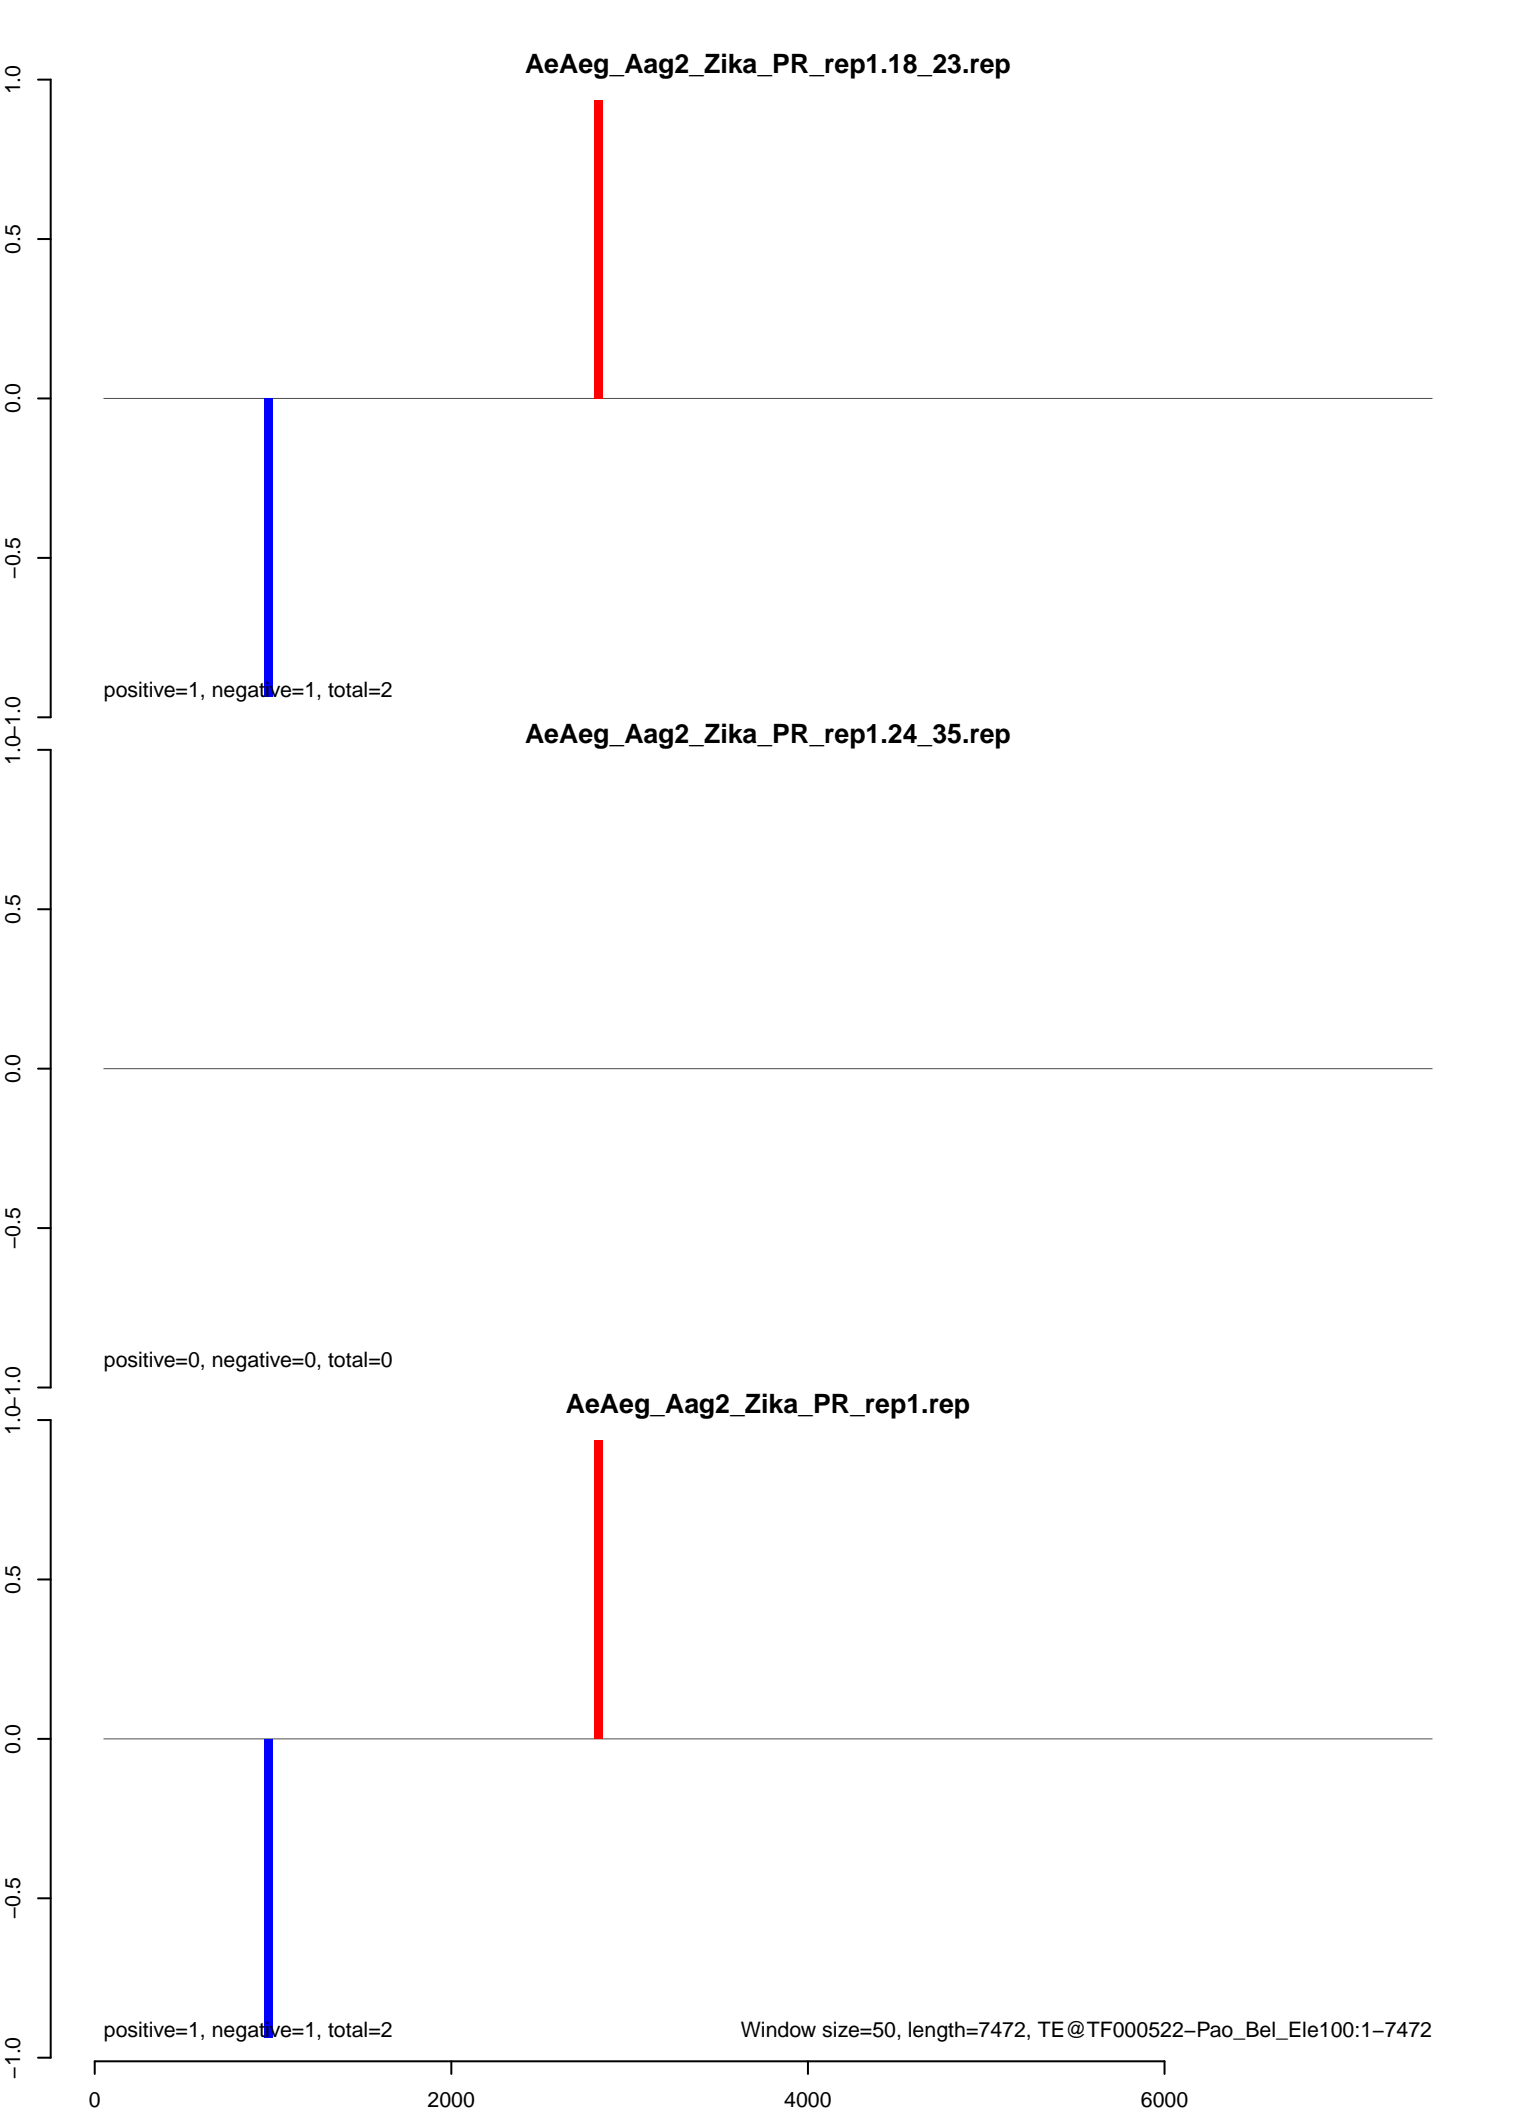 AeAeg_Aag2_Zika_PR_rep1.18_23.rep
1.0
0.5
0.0
−0.5
−1.0
positive=1, negative=1, total=2
AeAeg_Aag2_Zika_PR_rep1.24_35.rep
1.0
0.5
0.0
−0.5
−1.0
positive=0, negative=0, total=0
AeAeg_Aag2_Zika_PR_rep1.rep
1.0
0.5
0.0
−0.5
−1.0
positive=1, negative=1, total=2
Window size=50, length=7472, TE@TF000522−Pao_Bel_Ele100:1−7472
0 2000 4000 6000